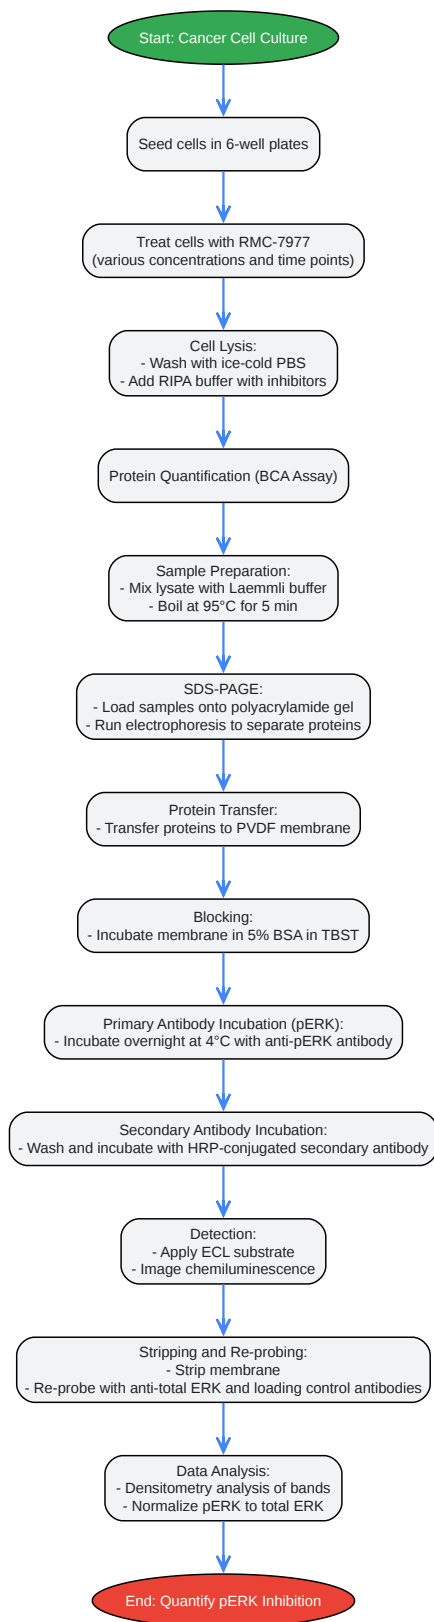 Start: Cancer Cell Culture
Seed cells in 6-well plates
Treat cells with RMC-7977
(various concentrations and time points)
Cell Lysis:
- Wash with ice-cold PBS
- Add RIPA buffer with inhibitors
Protein Quantification (BCA Assay)
Sample Preparation:
- Mix lysate with Laemmli buffer
- Boil at 95°C for 5 min
SDS-PAGE:
- Load samples onto polyacrylamide gel
- Run electrophoresis to separate proteins
Protein Transfer:
- Transfer proteins to PVDF membrane
Blocking:
- Incubate membrane in 5% BSA in TBST
Primary Antibody Incubation (pERK):
- Incubate overnight at 4°C with anti-pERK antibody
Secondary Antibody Incubation:
- Wash and incubate with HRP-conjugated secondary antibody
Detection:
- Apply ECL substrate
- Image chemiluminescence
Stripping and Re-probing:
- Strip membrane
- Re-probe with anti-total ERK and loading control antibodies
Data Analysis:
- Densitometry analysis of bands
- Normalize pERK to total ERK
End: Quantify pERK Inhibition